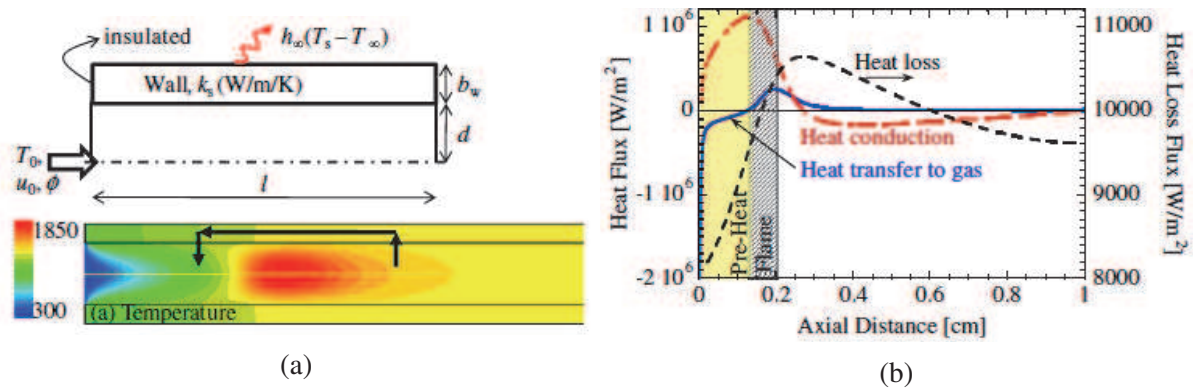 insulated
h∞(Ts – T∞)
Wall, ks (W/m/K)
bw
d
T0,
u0, ϕ
l
1850
300
(a) Temperature
(a)
Heat Flux [W/m²]
1 10⁶
0
-1 10⁶
-2 10⁶
Heat loss
Heat conduction
Heat transfer to gas
Pre-Heat
Flame
11000
10000
9000
8000
Heat Loss Flux [W/m²]
0 0.2 0.4 0.6 0.8 1
Axial Distance [cm]
(b)